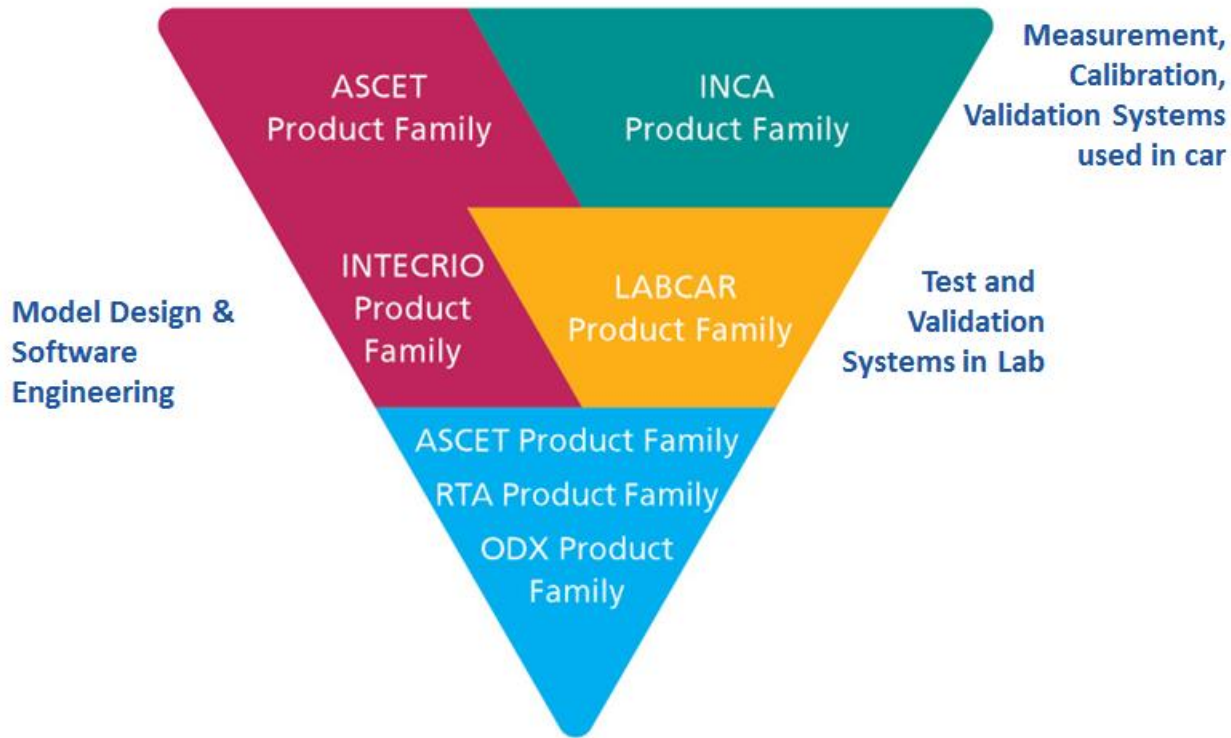 ASCET
Product Family
INCA
Product Family
Measurement,
Calibration,
Validation Systems
used in car
INTECRIO
Product
Family
LABCAR
Product Family
Test and
Validation
Systems in Lab
Model Design &
Software
Engineering
ASCET Product Family
RTA Product Family
ODX Product
Family